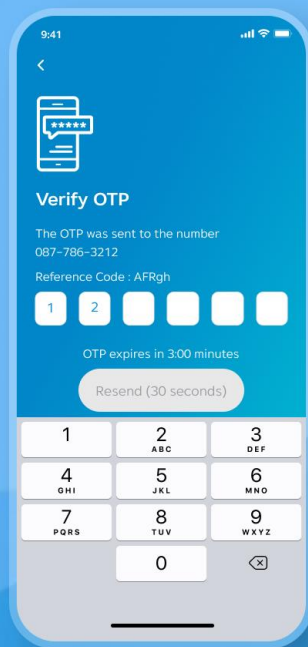 9:41
*****
Verify OTP
The OTP was sent to the number
087-786-3212
Reference Code : AFRgh
1 2
OTP expires in 3:00 minutes
Resend (30 seconds)
1 2 3
ABC DEF
4 5 6
GHI JKL MNO
7 8 9
PQRS TUV WXYZ
0